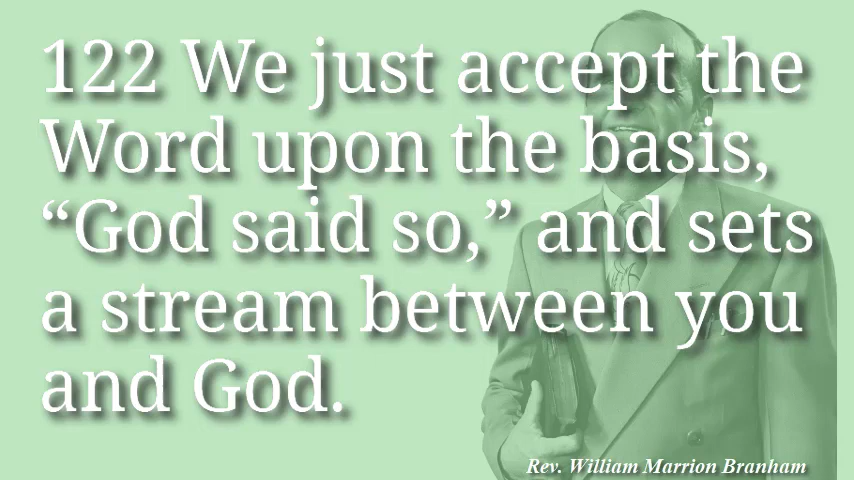 122 We just accept the
Word upon the basis,
“God said so,” and sets
a stream between you
and God.
Rev. William Marrion Branham